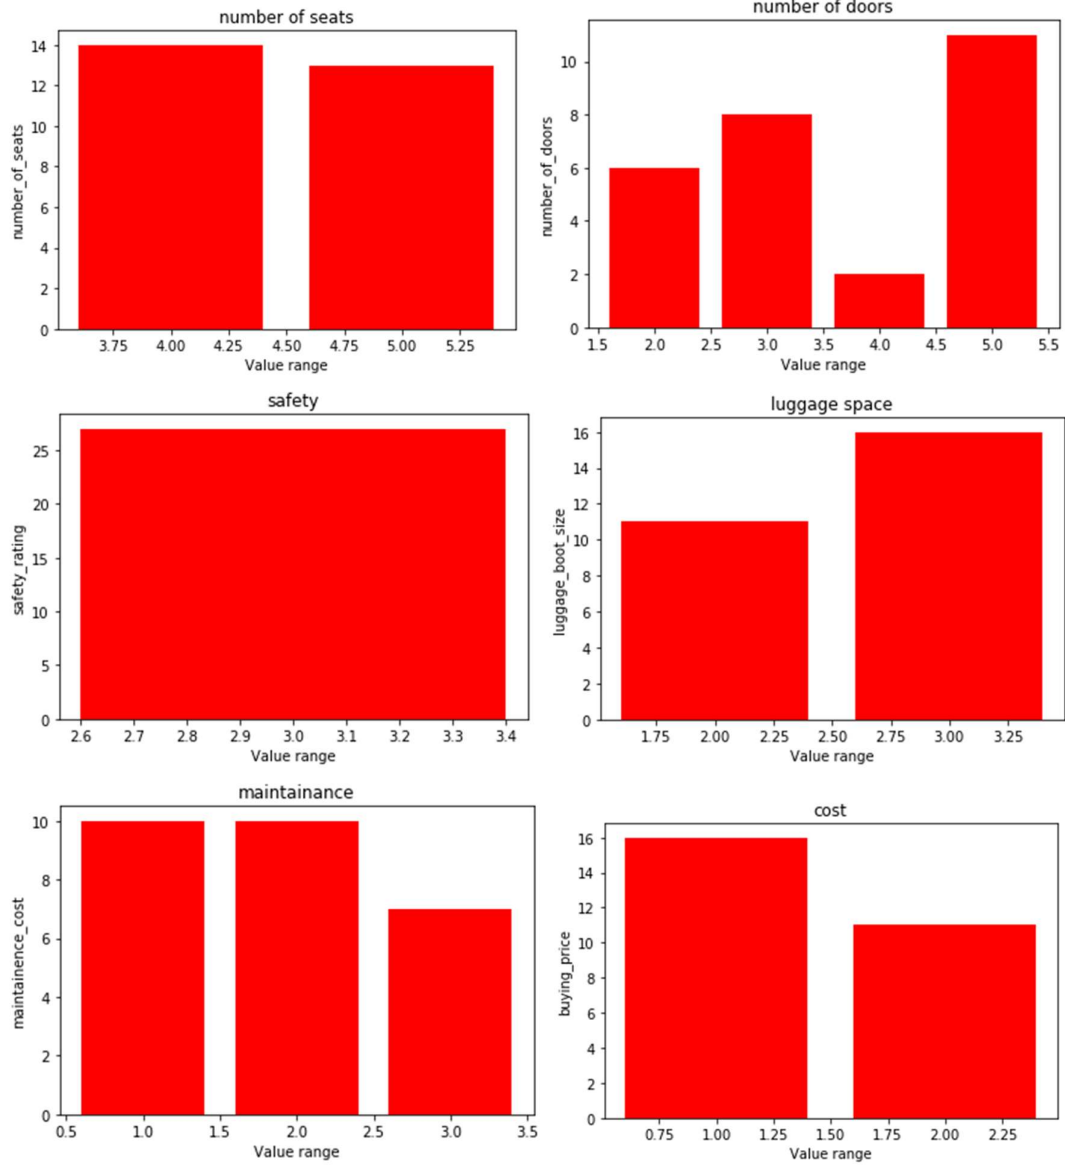 number of seats
number_of_seats
14
12
10
8
6
4
2
0
3.75 4.00 4.25 4.50 4.75 5.00 5.25
Value range
number of doors
number_of_doors
10
8
6
4
2
0
1.5 2.0 2.5 3.0 3.5 4.0 4.5 5.0 5.5
Value range
safety
safety_rating
25
20
15
10
5
0
2.6 2.7 2.8 2.9 3.0 3.1 3.2 3.3 3.4
Value range
luggage space
luggage_boot_size
16
14
12
10
8
6
4
2
0
1.75 2.00 2.25 2.50 2.75 3.00 3.25
Value range
maintainance
maintainence_cost
10
8
6
4
2
0
0.5 1.0 1.5 2.0 2.5 3.0 3.5
Value range
cost
buying_price
16
14
12
10
8
6
4
2
0
0.75 1.00 1.25 1.50 1.75 2.00 2.25
Value range